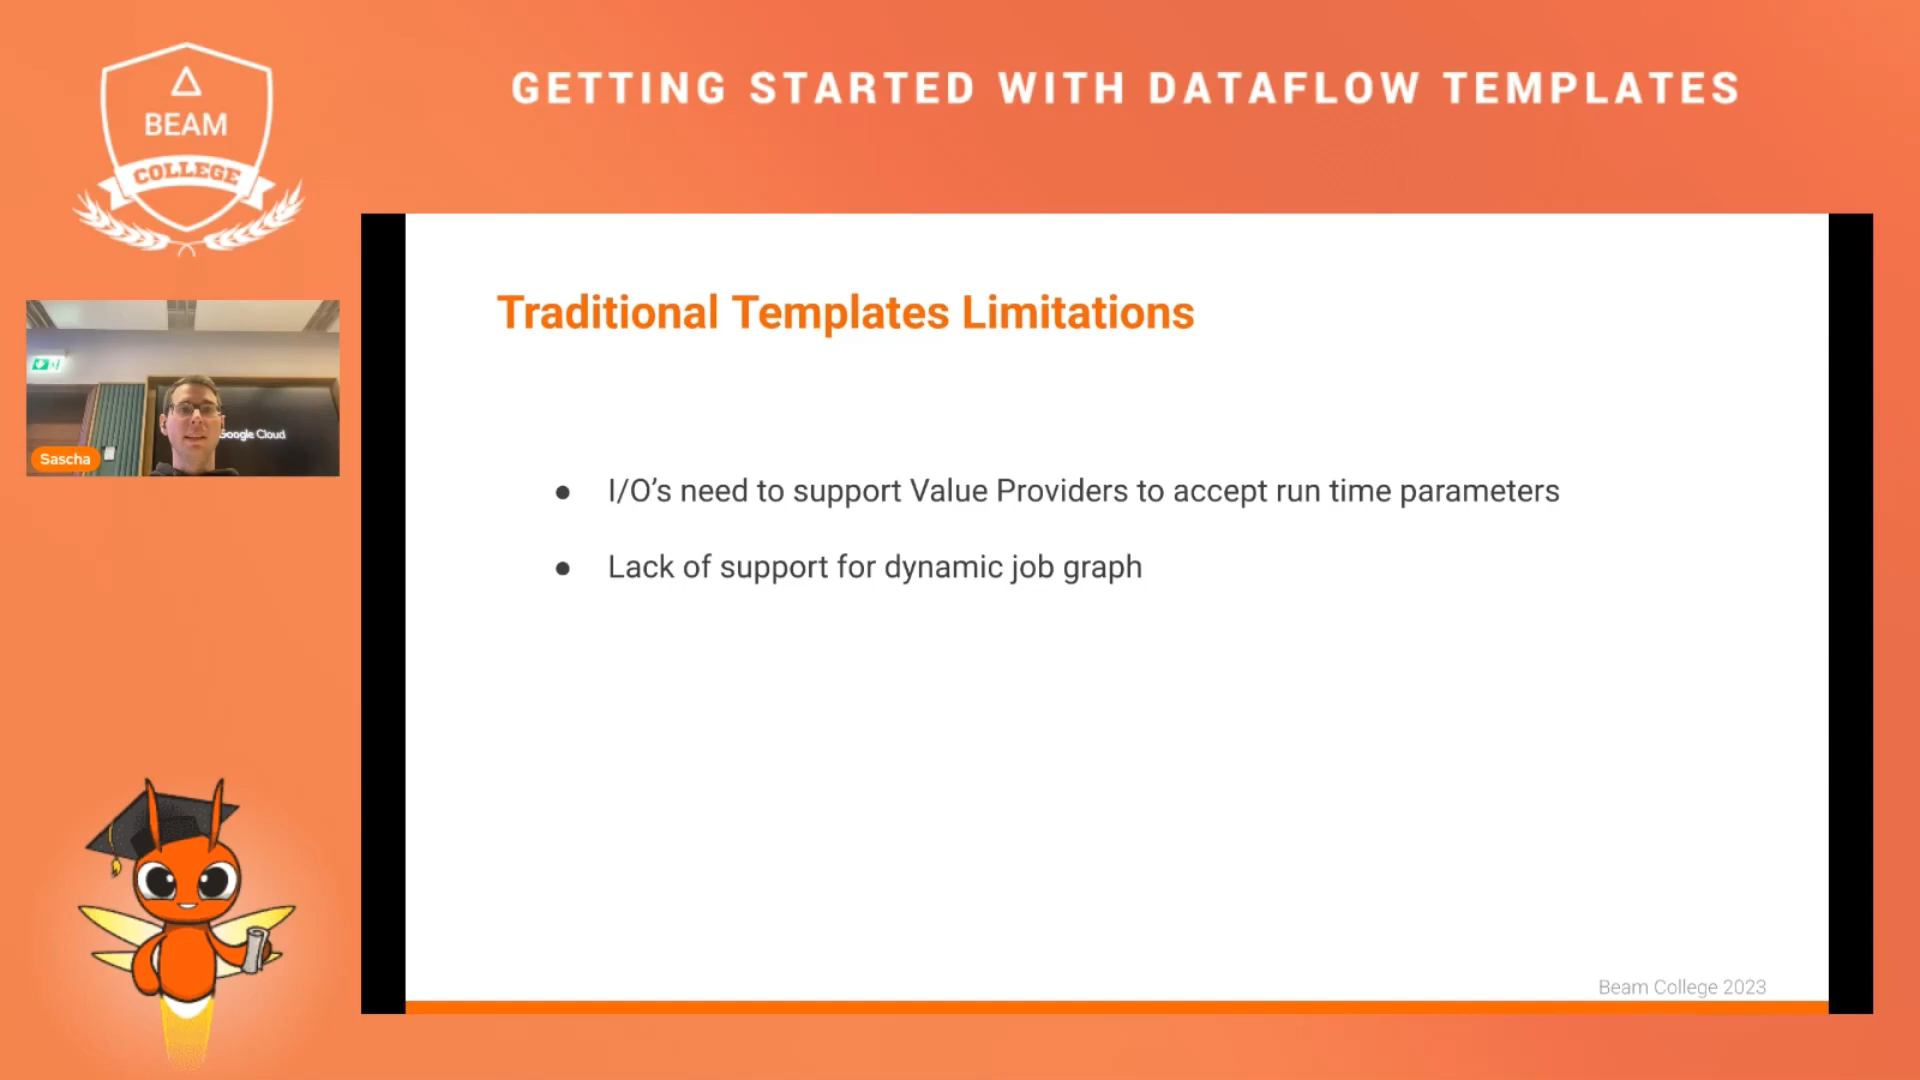 BEAM
COLLEGE
GETTING STARTED WITH DATAFLOW TEMPLATES
Google Cloud
Sascha
Traditional Templates Limitations
● I/O’s need to support Value Providers to accept run time parameters
● Lack of support for dynamic job graph
Beam College 2023